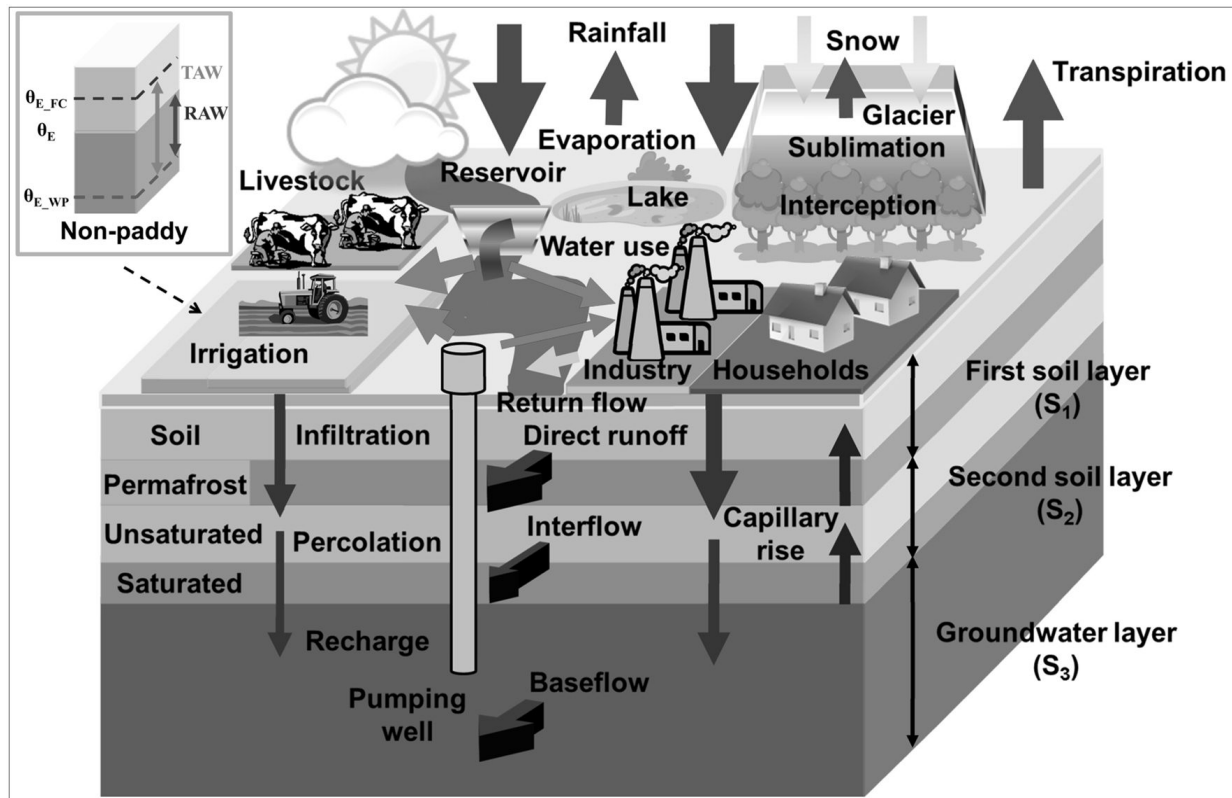 TAW
θE_FC
RAW
θE
θE_WP
Non-paddy
Rainfall
Snow
Transpiration
Glacier
Evaporation
Sublimation
Livestock
Reservoir
Lake
Interception
Water use
Irrigation
Industry
Households
First soil layer
(S1)
Return flow
Soil
Infiltration
Direct runoff
Permafrost
Second soil layer
(S2)
Unsaturated
Percolation
Interflow
Capillary
rise
Saturated
Recharge
Groundwater layer
(S3)
Baseflow
Pumping
well